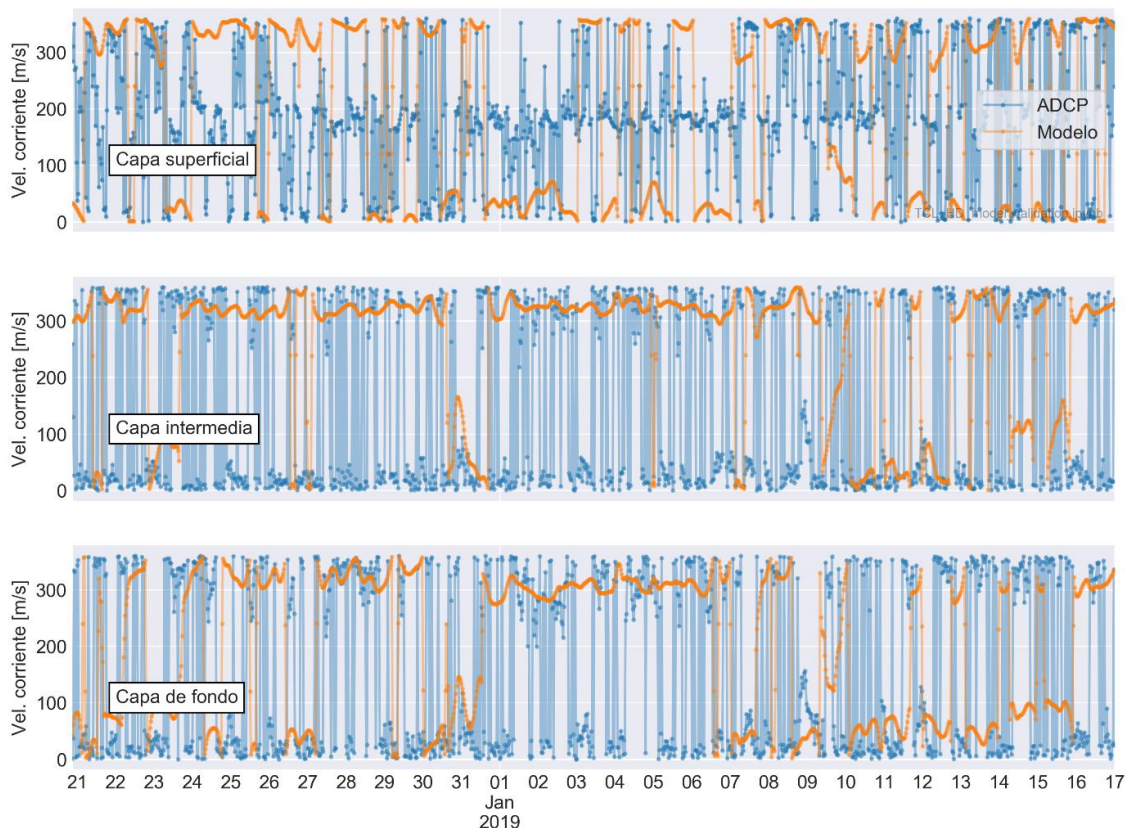 Vel. corriente [m/s]
300
200
100
0
Capa superficial
ADCP
Modelo
Vel. corriente [m/s]
300
200
100
0
Capa intermedia
Vel. corriente [m/s]
300
200
100
0
Capa de fondo
21 22 23 24 25 26 27 28 29 30 31 01 02 03 04 05 06 07 08 09 10 11 12 13 14 15 16 17
Jan
2019